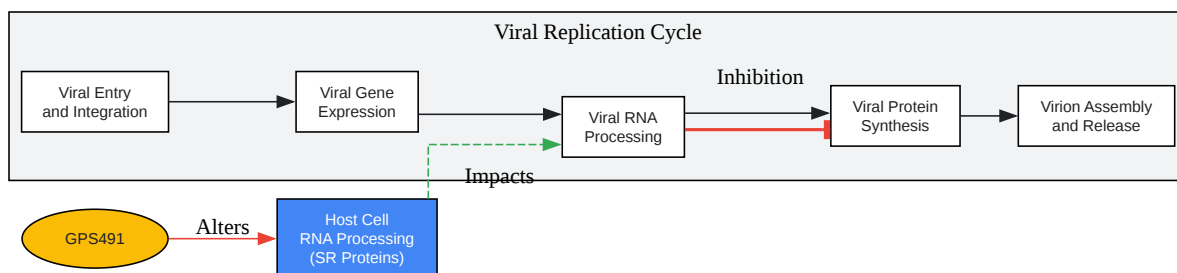 Viral Replication Cycle
Viral Entry
and Integration
Viral Gene
Expression
Viral RNA
Processing
Inhibition
Viral Protein
Synthesis
Virion Assembly
and Release
Impacts
GPS491
Alters
Host Cell
RNA Processing
(SR Proteins)